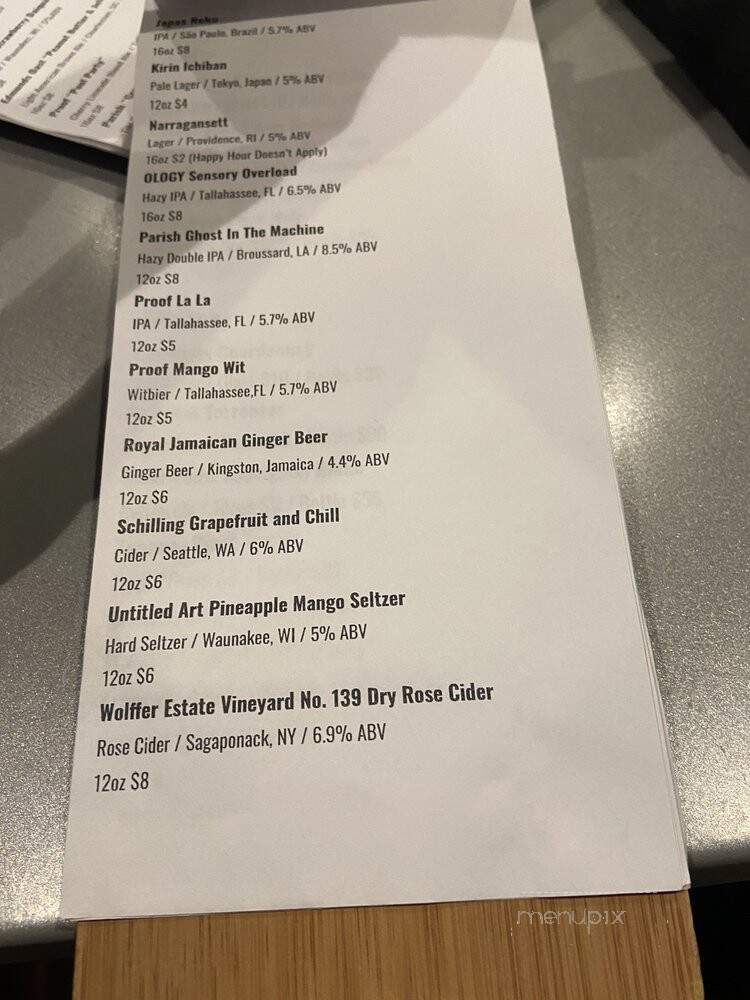 Japas Neko
IPA / São Paulo, Brazil / 5.7% ABV
16oz $8
Kirin Ichiban
Pale Lager / Tokyo, Japan / 5% ABV
12oz $4
Narragansett
Lager / Providence, RI / 5% ABV
16oz $2 (Happy Hour Doesn't Apply)
OLOGY Sensory Overload
Hazy IPA / Tallahassee, FL / 6.5% ABV
16oz $8
Parish Ghost In The Machine
Hazy Double IPA / Broussard, LA / 8.5% ABV
12oz $8
Proof La La
IPA / Tallahassee, FL / 5.7% ABV
12oz $5
Proof Mango Wit
Witbier / Tallahassee,FL / 5.7% ABV
12oz $5
Royal Jamaican Ginger Beer
Ginger Beer / Kingston, Jamaica / 4.4% ABV
12oz $6
Schilling Grapefruit and Chill
Cider / Seattle, WA / 6% ABV
12oz $6
Untitled Art Pineapple Mango Seltzer
Hard Seltzer / Waunakee, WI / 5% ABV
12oz $6
Wolffer Estate Vineyard No. 139 Dry Rose Cider
Rose Cider / Sagaponack, NY / 6.9% ABV
12oz $8
menupix